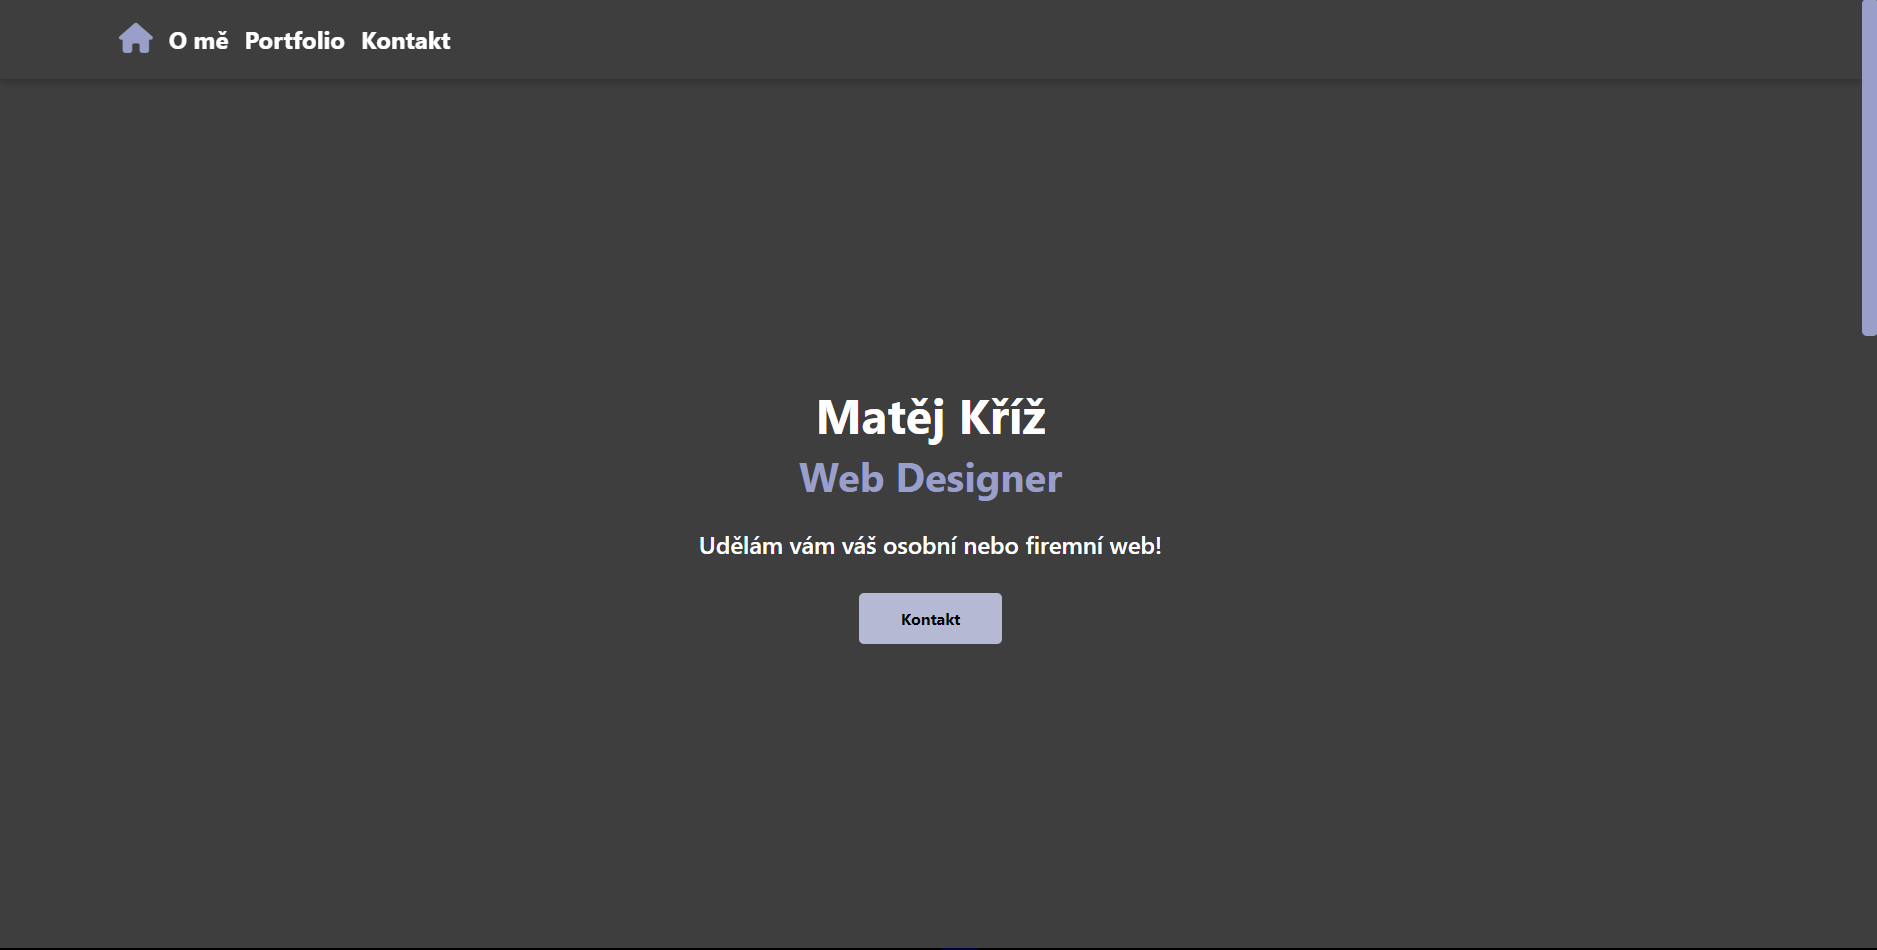 O mě Portfolio Kontakt
Matěj Kříž
Web Designer
Udělám vám váš osobní nebo firemní web!
Kontakt